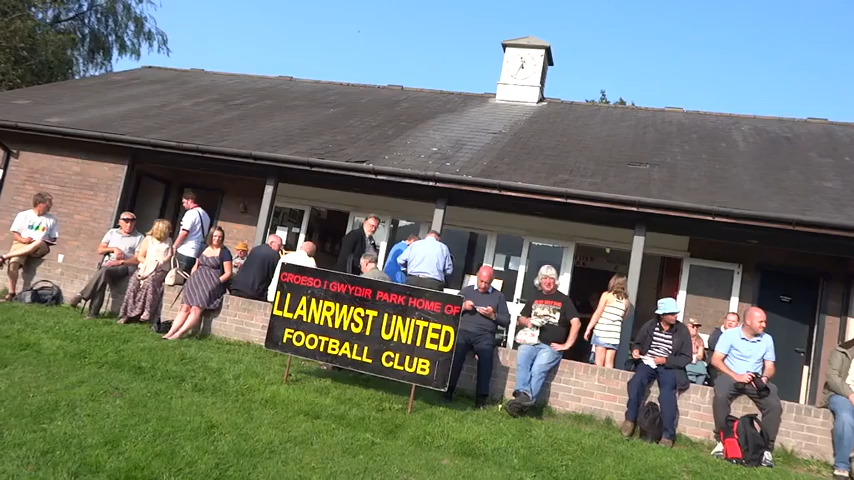 CROESO I GWYDIR PARK HOME OF
LLANRWST UNITED
FOOTBALL CLUB